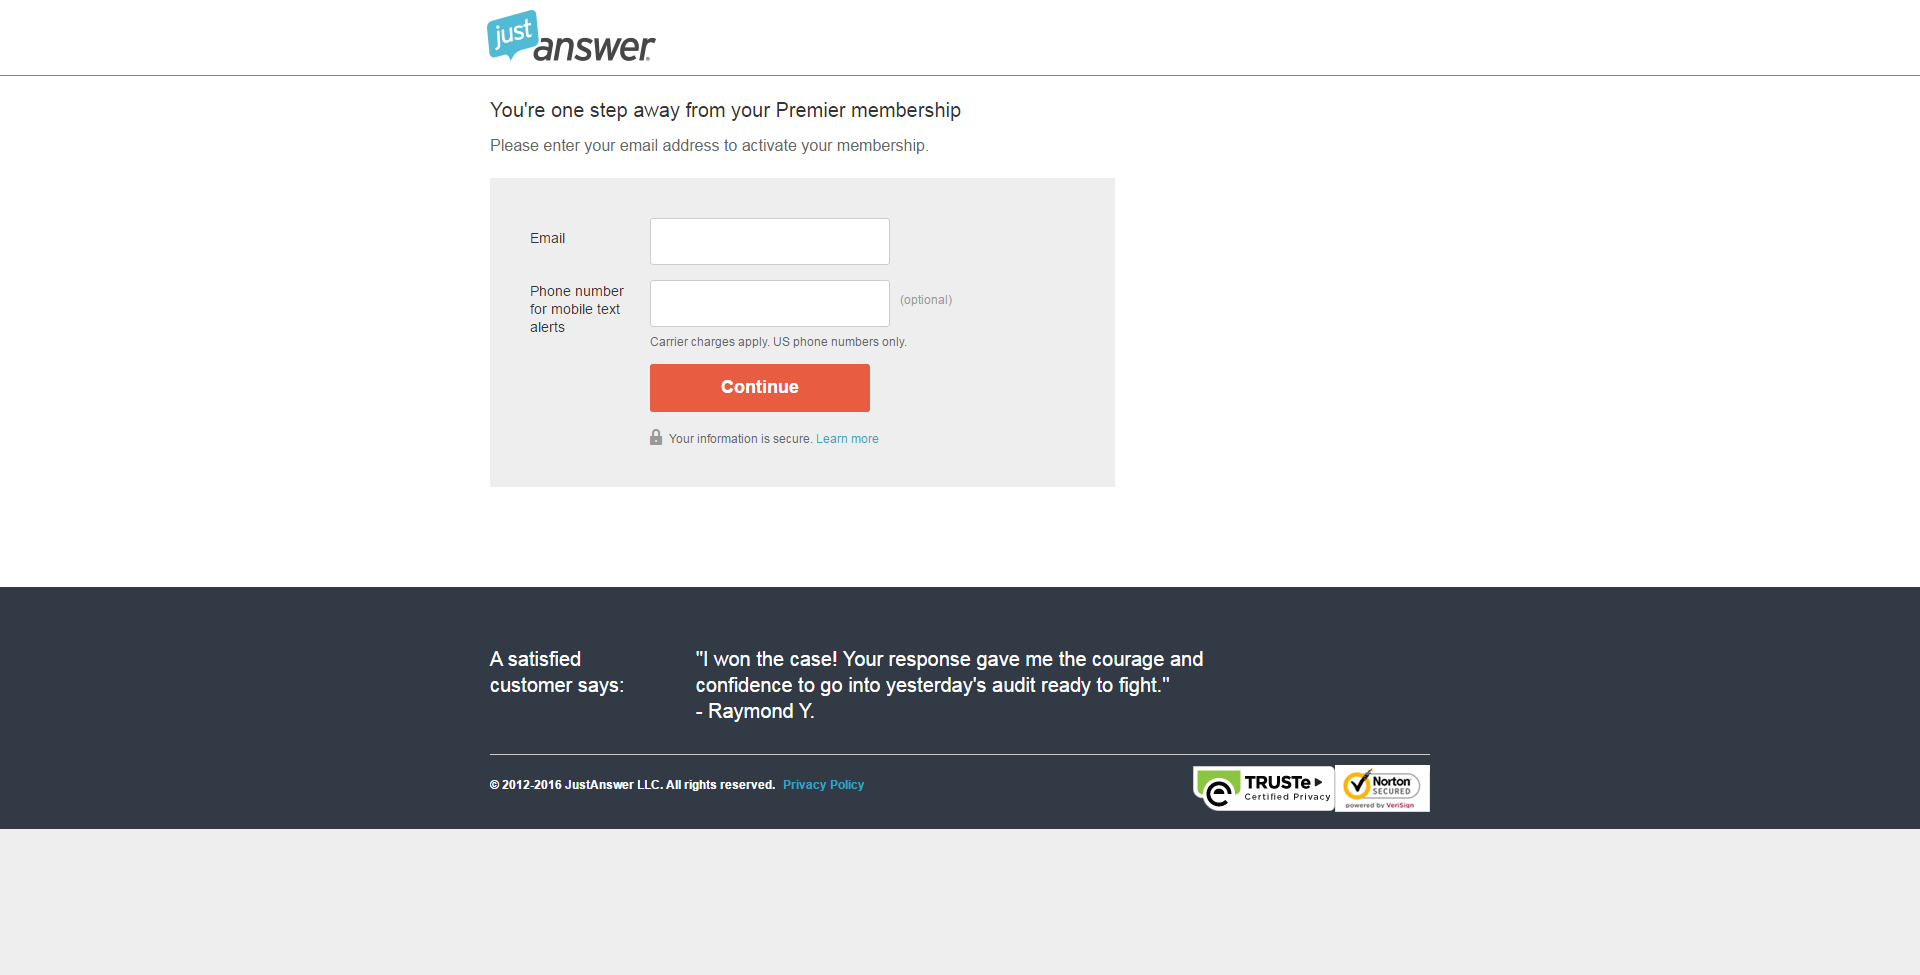 just
answer
You're one step away from your Premier membership
Please enter your email address to activate your membership.
Email
Phone number
for mobile text
alerts
(optional)
Carrier charges apply. US phone numbers only.
Continue
Your information is secure. Learn more
A satisfied
customer says:
"I won the case! Your response gave me the courage and
confidence to go into yesterday's audit ready to fight."
- Raymond Y.
© 2012-2016 JustAnswer LLC. All rights reserved. Privacy Policy
TRUSTe
Certified Privacy
Norton
SECURED
powered by VeriSign